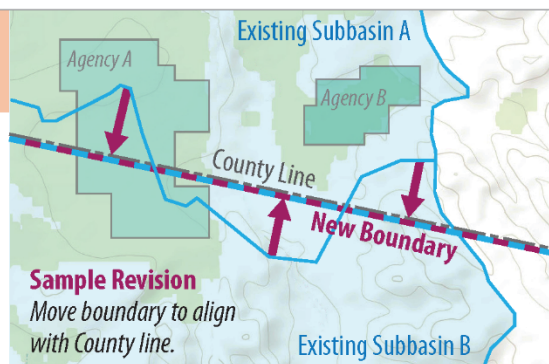 Existing Subbasin A
Agency A
Agency B
County Line
New Boundary
Sample Revision
Move boundary to align
with County line.
Existing Subbasin B